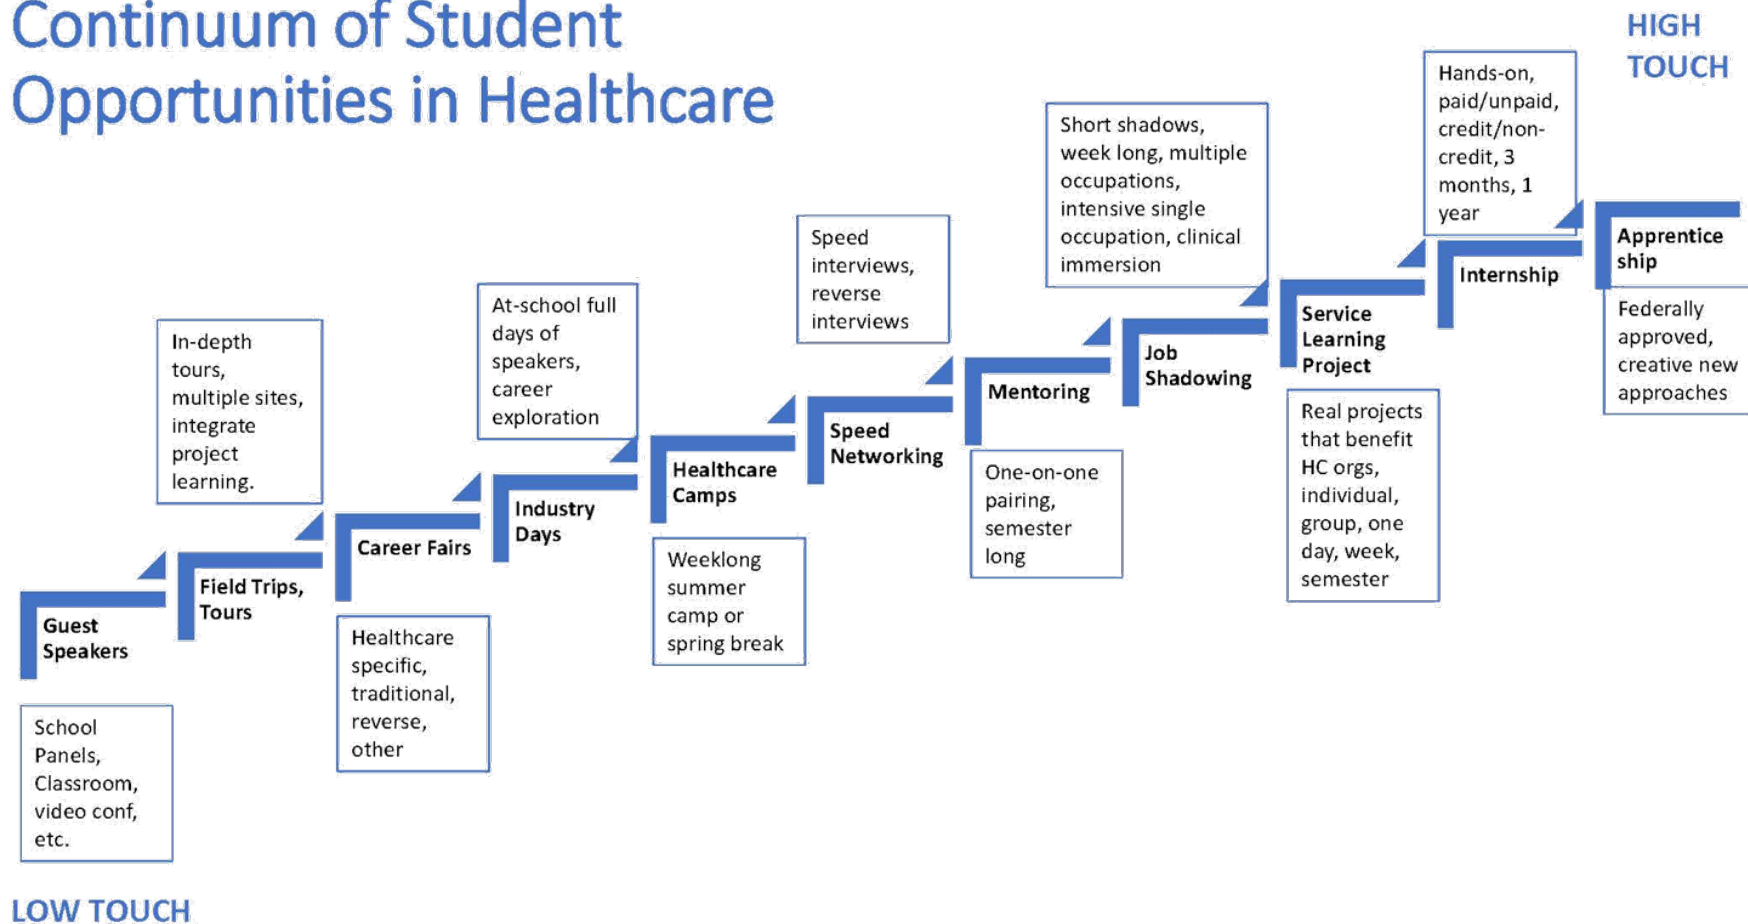 Continuum of Student
Opportunities in Healthcare
HIGH
TOUCH
Guest
Speakers
School
Panels,
Classroom,
video conf,
etc.
Field Trips,
Tours
In-depth
tours,
multiple sites,
integrate
project
learning.
Career Fairs
Healthcare
specific,
traditional,
reverse,
other
Industry
Days
At-school full
days of
speakers,
career
exploration
Healthcare
Camps
Weeklong
summer
camp or
spring break
Speed
Networking
Speed
interviews,
reverse
interviews
Mentoring
One-on-one
pairing,
semester
long
Job
Shadowing
Short shadows,
week long, multiple
occupations,
intensive single
occupation, clinical
immersion
Service
Learning
Project
Real projects
that benefit
HC orgs,
individual,
group, one
day, week,
semester
Internship
Hands-on,
paid/unpaid,
credit/non-
credit, 3
months, 1
year
Apprentice
ship
Federally
approved,
creative new
approaches
LOW TOUCH